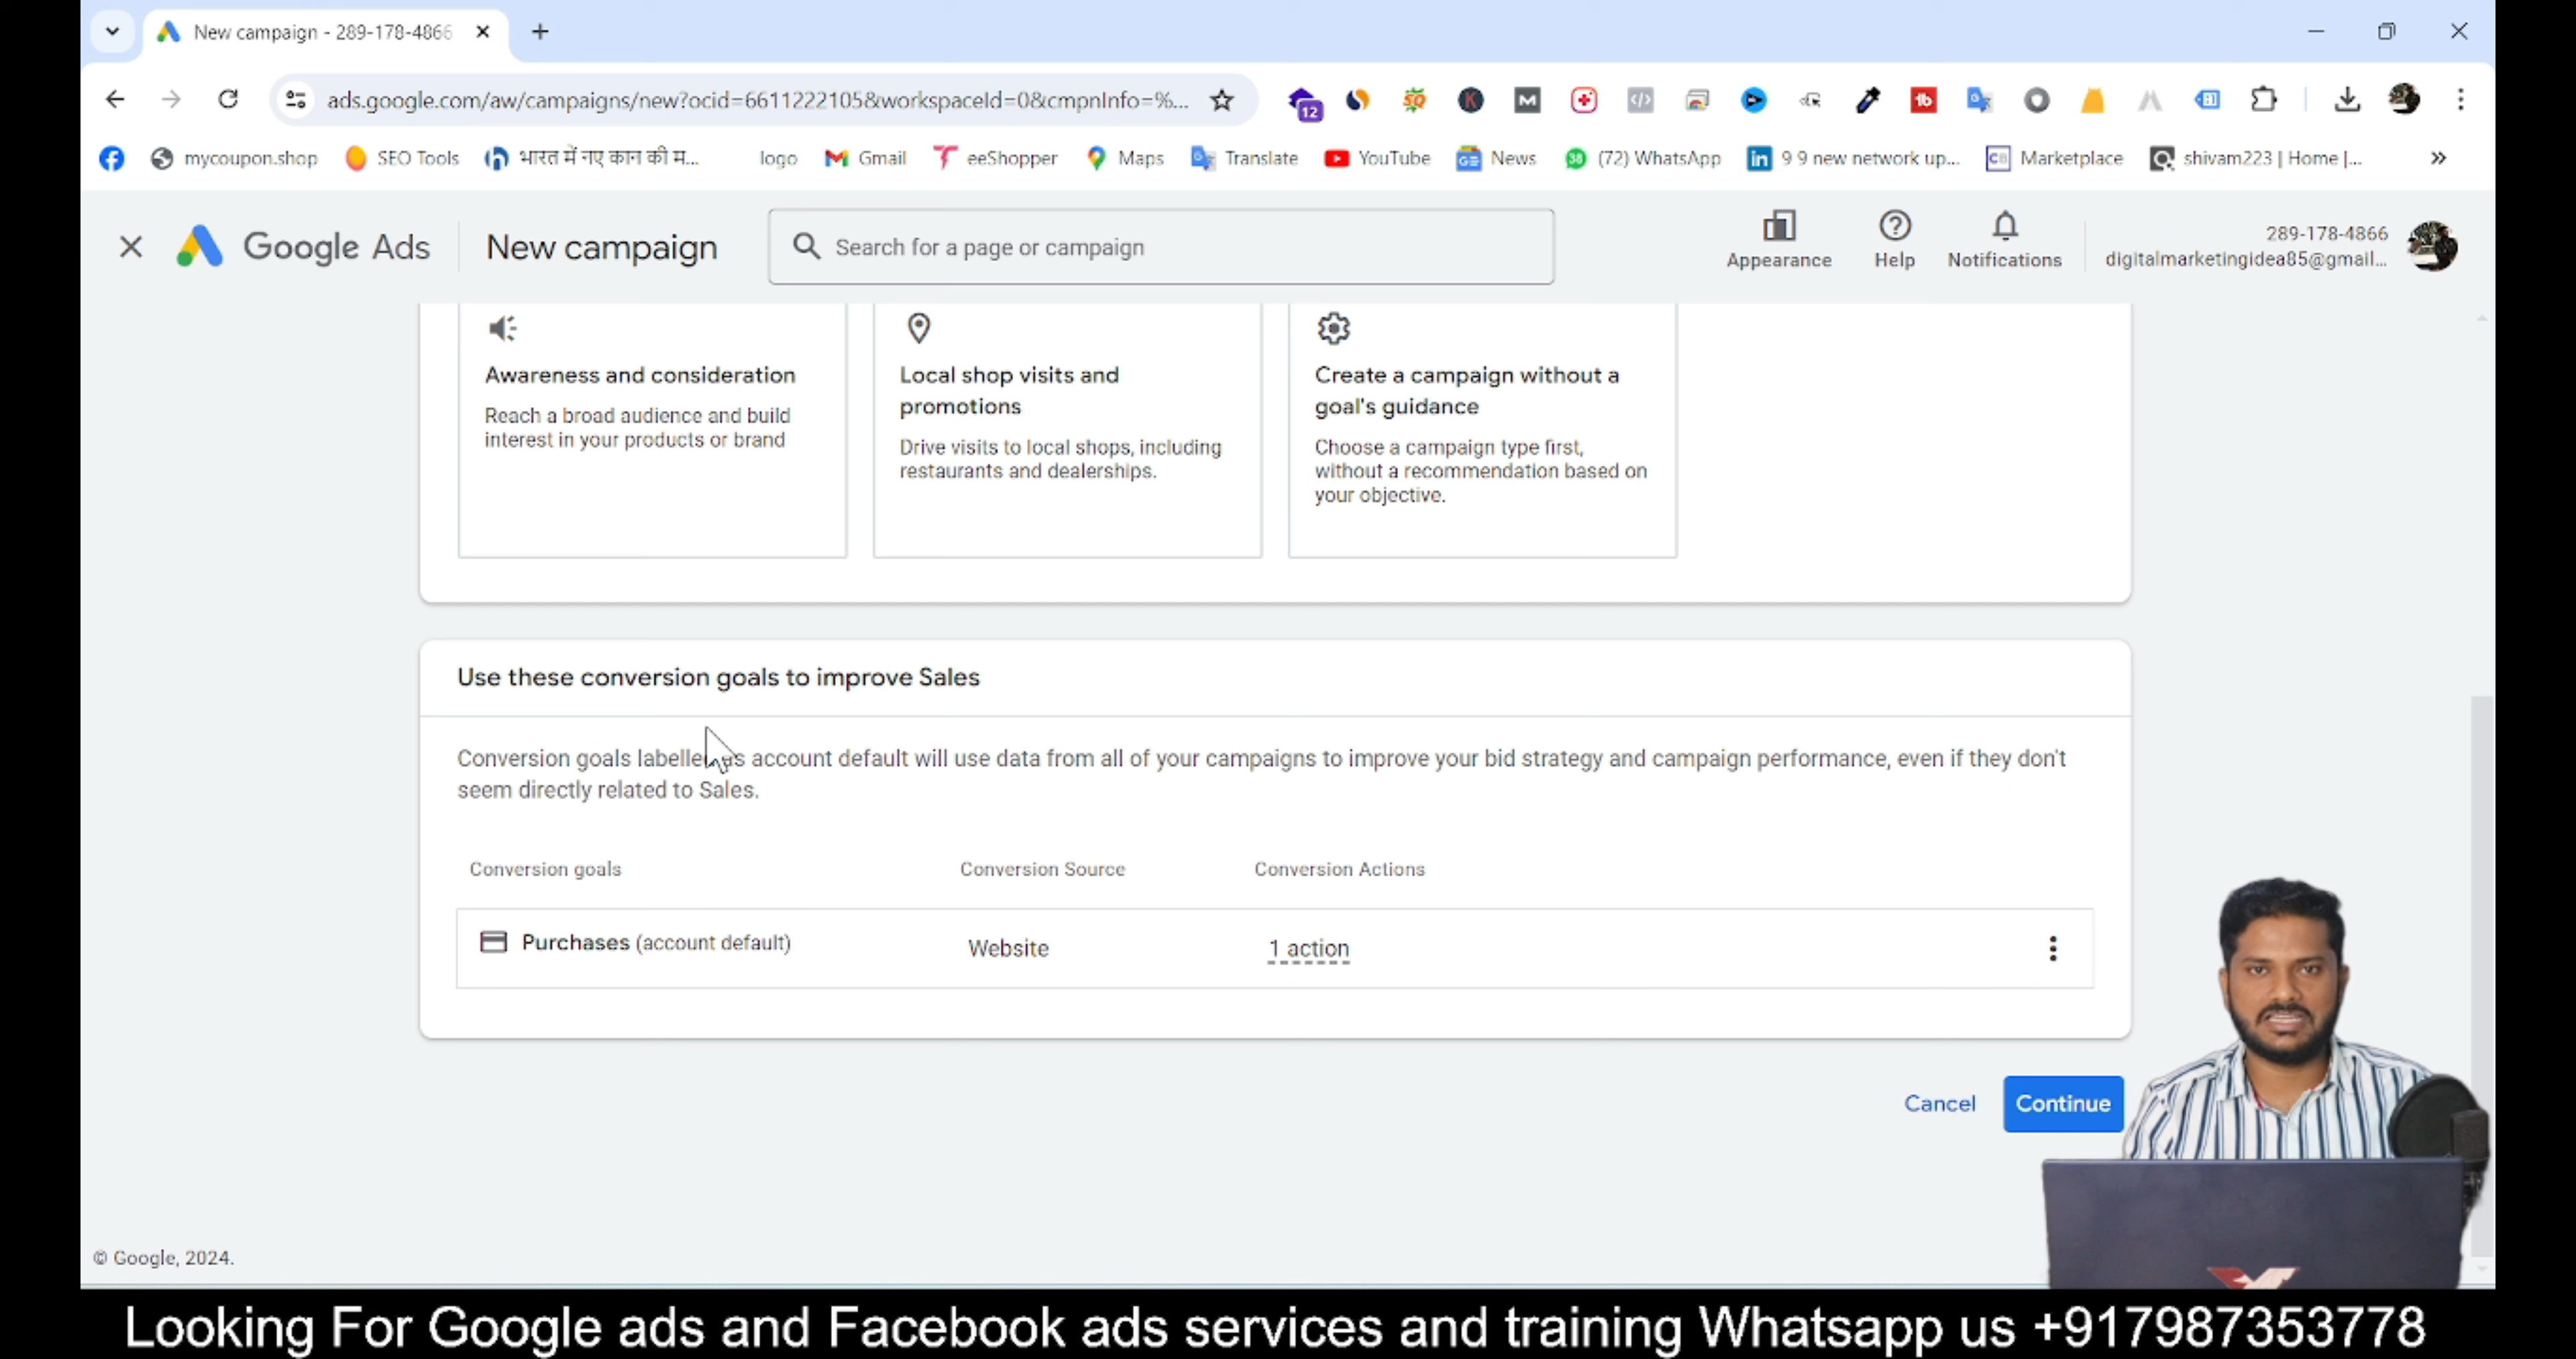 New campaign - 289-178-4866
ads.google.com/aw/campaigns/new?ocid=6611222105&workspaceId=0&cmpnInfo=%...
12
mycoupon.shop
SEO Tools
भारत में नए कान की म...
logo
Gmail
eeShopper
Maps
Translate
YouTube
News
(72) WhatsApp
9 9 new network up...
Marketplace
shivam223 | Home |...
Google Ads
New campaign
Search for a page or campaign
Appearance
Help
Notifications
289-178-4866
digitalmarketingidea85@gmail...
Awareness and consideration
Reach a broad audience and build
interest in your products or brand
Local shop visits and
promotions
Drive visits to local shops, including
restaurants and dealerships.
Create a campaign without a
goal's guidance
Choose a campaign type first,
without a recommendation based on
your objective.
Use these conversion goals to improve Sales
Conversion goals labelled as account default will use data from all of your campaigns to improve your bid strategy and campaign performance, even if they don't
seem directly related to Sales.
Conversion goals
Conversion Source
Conversion Actions
Purchases (account default)
Website
1 action
Cancel
Continue
© Google, 2024.
Looking For Google ads and Facebook ads services and training Whatsapp us +917987353778